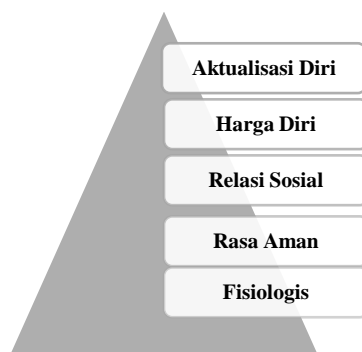 Aktualisasi Diri
Harga Diri
Relasi Sosial
Rasa Aman
Fisiologis